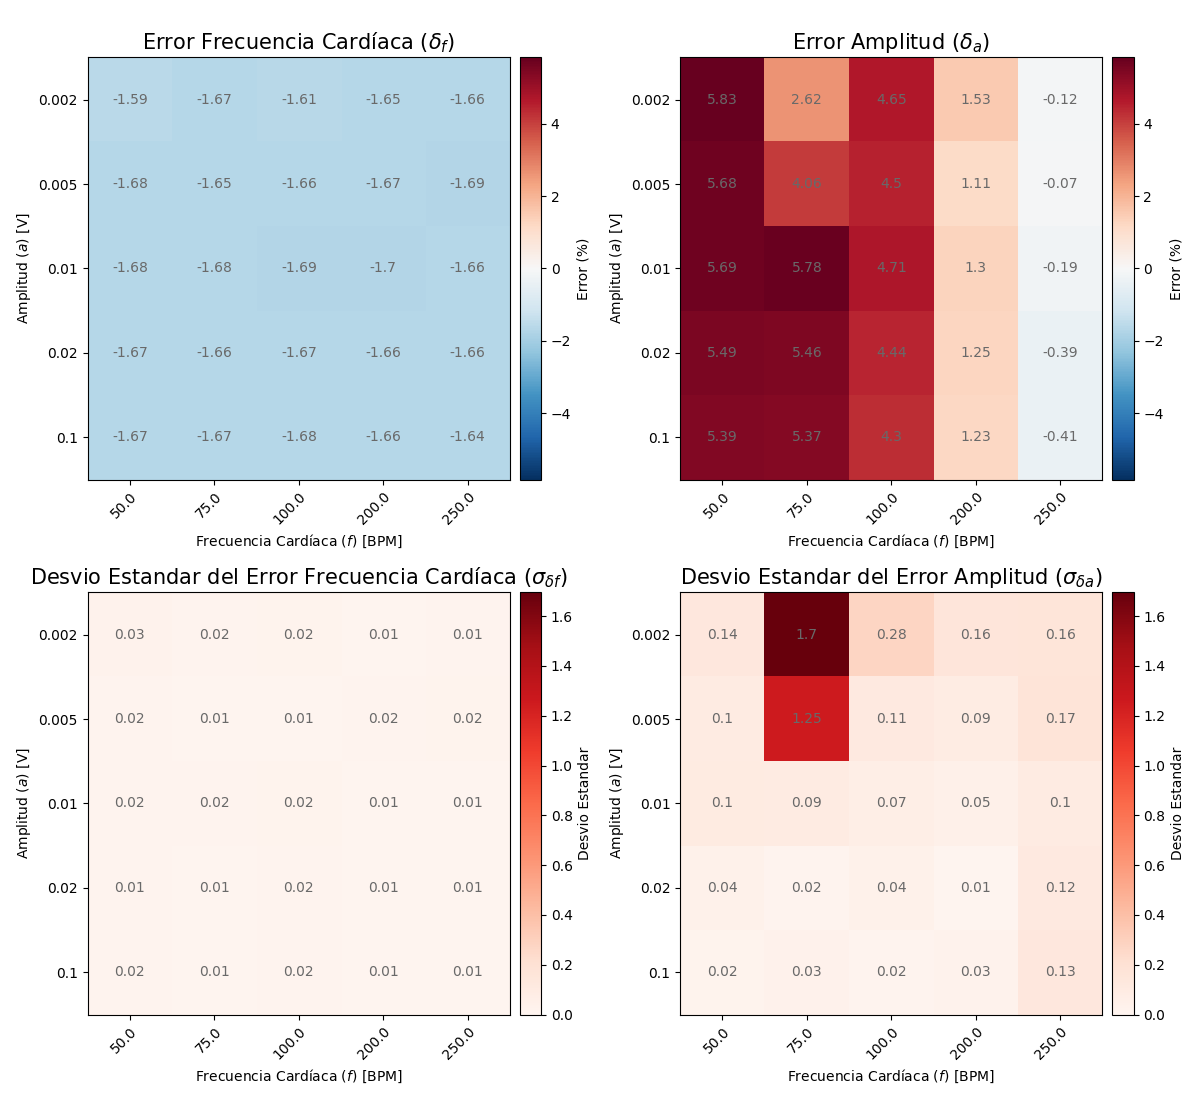 Error Frecuencia Cardíaca (δf)
0.002 -1.59 -1.67 -1.61 -1.65 -1.66
0.005 -1.68 -1.65 -1.66 -1.67 -1.69
0.01 -1.68 -1.68 -1.69 -1.7 -1.66
0.02 -1.67 -1.66 -1.67 -1.66 -1.66
0.1 -1.67 -1.67 -1.68 -1.66 -1.64
Amplitud (a) [V]
50.0 75.0 100.0 200.0 250.0
Frecuencia Cardíaca (f) [BPM]
4
2
0
−2
−4
Error (%)
Error Amplitud (δa)
0.002 5.83 2.62 4.65 1.53 -0.12
0.005 5.68 4.5 1.11 -0.07
0.01 5.69 5.78 4.71 1.3 -0.19
0.02 5.49 5.46 4.44 1.25 -0.39
0.1 5.39 5.37 4.3 1.23 -0.41
Amplitud (a) [V]
50.0 75.0 100.0 200.0 250.0
Frecuencia Cardíaca (f) [BPM]
4
2
0
−2
−4
Error (%)
Desvio Estandar del Error Frecuencia Cardíaca (σδf)
0.002 0.03 0.02 0.02 0.01 0.01
0.005 0.02 0.01 0.01 0.02 0.02
0.01 0.02 0.02 0.02 0.01 0.01
0.02 0.01 0.01 0.02 0.01 0.01
0.1 0.02 0.01 0.02 0.01 0.01
Amplitud (a) [V]
50.0 75.0 100.0 200.0 250.0
Frecuencia Cardíaca (f) [BPM]
1.6
1.4
1.2
1.0
0.8
0.6
0.4
0.2
0.0
Desvio Estandar
Desvio Estandar del Error Amplitud (σδa)
0.002 0.14 1.7 0.28 0.16 0.16
0.005 0.1 1.25 0.11 0.09 0.17
0.01 0.1 0.09 0.07 0.05 0.1
0.02 0.04 0.02 0.04 0.01 0.12
0.1 0.02 0.03 0.02 0.03 0.13
Amplitud (a) [V]
50.0 75.0 100.0 200.0 250.0
Frecuencia Cardíaca (f) [BPM]
1.6
1.4
1.2
1.0
0.8
0.6
0.4
0.2
0.0
Desvio Estandar